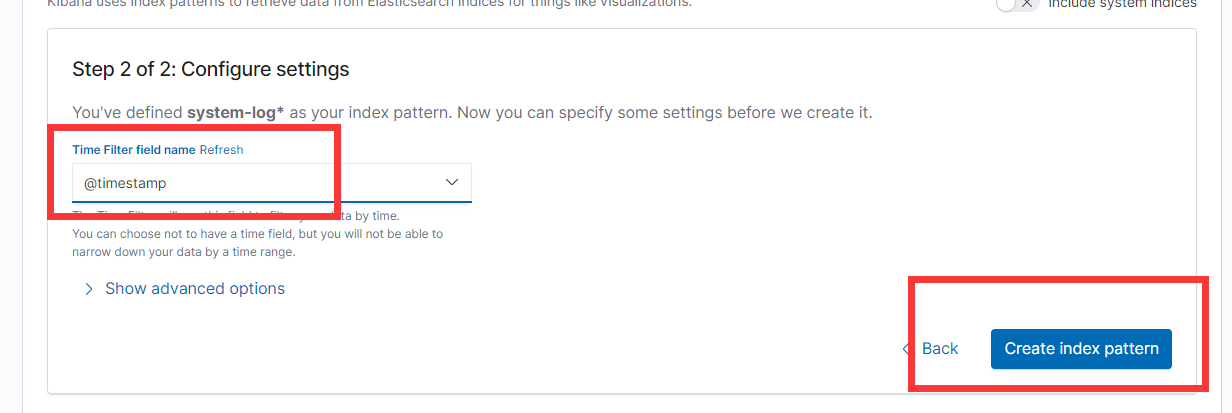 Kibana uses index patterns to retrieve data from Elasticsearch indices for things like visualizations.
Include system indices
Step 2 of 2: Configure settings
You've defined system-log* as your index pattern. Now you can specify some settings before we create it.
Time Filter field name Refresh
@timestamp
The Time Filter will use this field to filter your data by time.
You can choose not to have a time field, but you will not be able to
narrow down your data by a time range.
Show advanced options
Back
Create index pattern